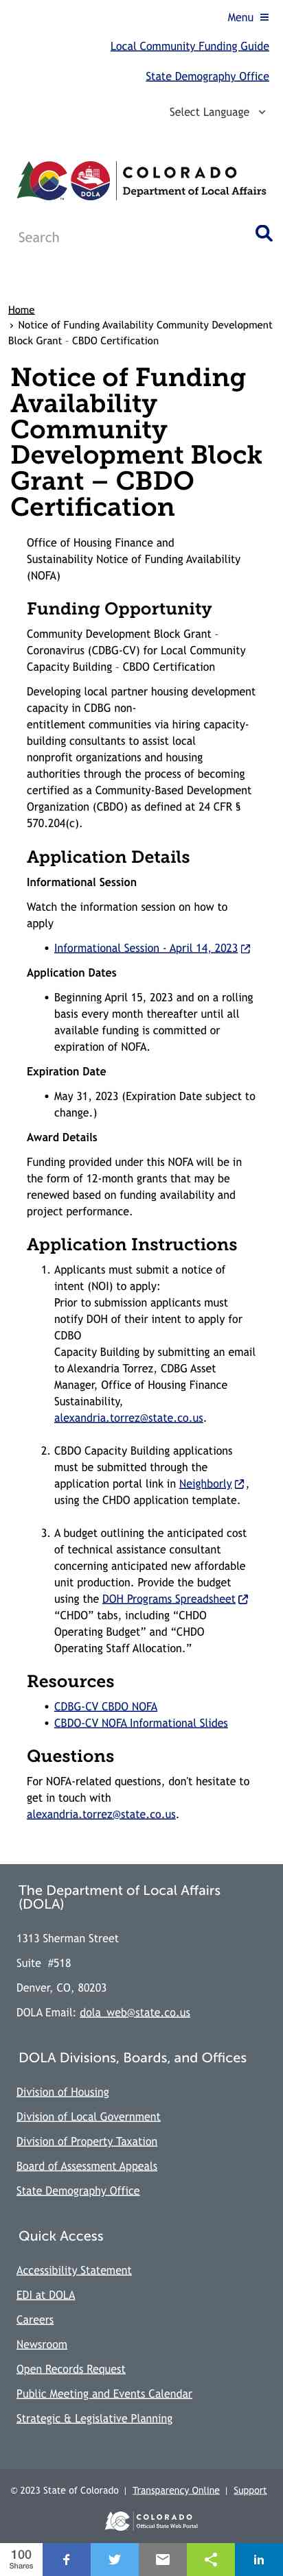 Menu
Local Community Funding Guide
State Demography Office
Select Language
COLORADO
Department of Local Affairs
DOLA
Search
Home
› Notice of Funding Availability Community Development
Block Grant - CBDO Certification
Notice of Funding
Availability
Community
Development Block
Grant – CBDO
Certification
Office of Housing Finance and
Sustainability Notice of Funding Availability
(NOFA)
Funding Opportunity
Community Development Block Grant -
Coronavirus (CDBG-CV) for Local Community
Capacity Building - CBDO Certification
Developing local partner housing development
capacity in CDBG non-
entitlement communities via hiring capacity-
building consultants to assist local
nonprofit organizations and housing
authorities through the process of becoming
certified as a Community-Based Development
Organization (CBDO) as defined at 24 CFR §
570.204(c).
Application Details
Informational Session
Watch the information session on how to
apply
• Informational Session - April 14, 2023
Application Dates
• Beginning April 15, 2023 and on a rolling
basis every month thereafter until all
available funding is committed or
expiration of NOFA.
Expiration Date
• May 31, 2023 (Expiration Date subject to
change.)
Award Details
Funding provided under this NOFA will be in
the form of 12-month grants that may be
renewed based on funding availability and
project performance.
Application Instructions
1. Applicants must submit a notice of
intent (NOI) to apply:
Prior to submission applicants must
notify DOH of their intent to apply for
CDBO
Capacity Building by submitting an email
to Alexandria Torrez, CDBG Asset
Manager, Office of Housing Finance
Sustainability,
alexandria.torrez@state.co.us.
2. CBDO Capacity Building applications
must be submitted through the
application portal link in Neighborly ,
using the CHDO application template.
3. A budget outlining the anticipated cost
of technical assistance consultant
concerning anticipated new affordable
unit production. Provide the budget
using the DOH Programs Spreadsheet
“CHDO” tabs, including “CHDO
Operating Budget” and “CHDO
Operating Staff Allocation.”
Resources
• CDBG-CV CBDO NOFA
• CBDO-CV NOFA Informational Slides
Questions
For NOFA-related questions, don't hesitate to
get in touch with
alexandria.torrez@state.co.us.
The Department of Local Affairs
(DOLA)
1313 Sherman Street
Suite #518
Denver, CO, 80203
DOLA Email: dola_web@state.co.us
DOLA Divisions, Boards, and Offices
Division of Housing
Division of Local Government
Division of Property Taxation
Board of Assessment Appeals
State Demography Office
Quick Access
Accessibility Statement
EDI at DOLA
Careers
Newsroom
Open Records Request
Public Meeting and Events Calendar
Strategic & Legislative Planning
© 2023 State of Colorado | Transparency Online | Support
COLORADO
Official State Web Portal
100
Shares